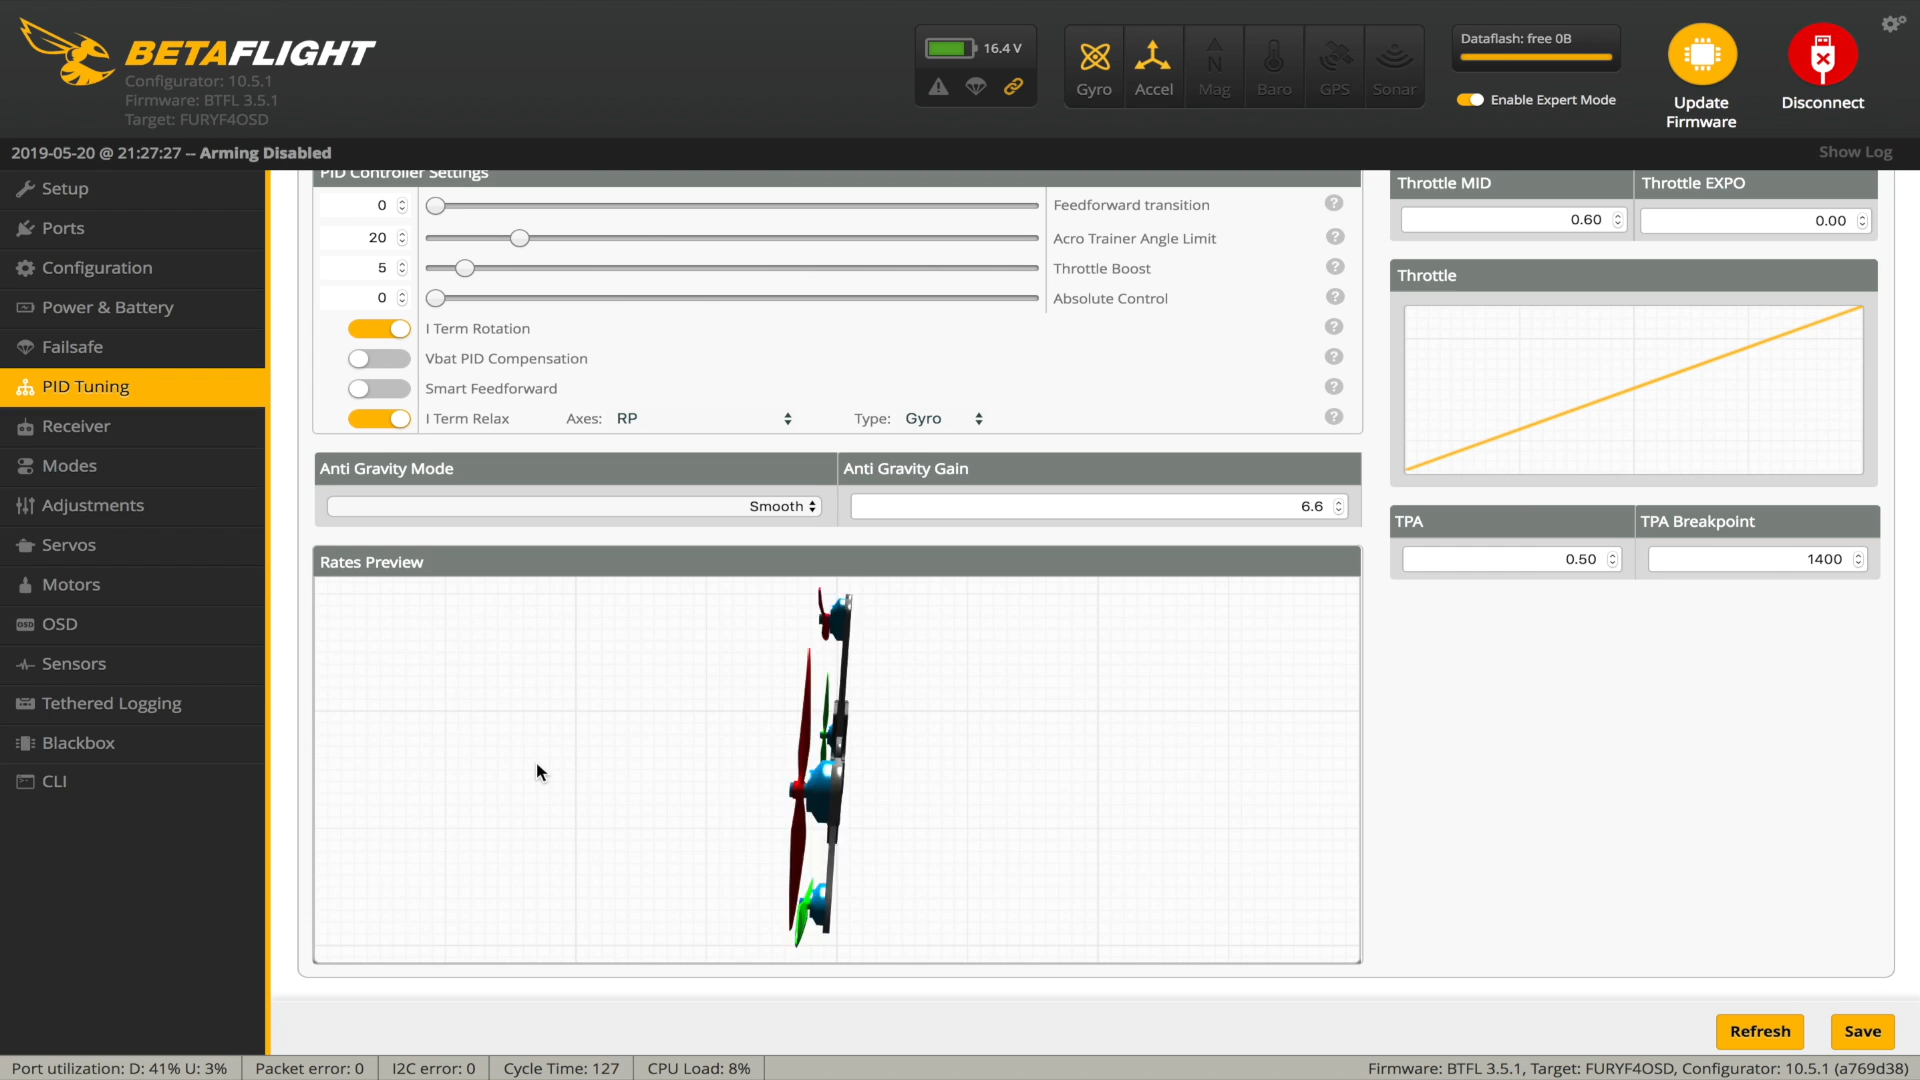 BETAFLIGHT
Configurator: 10.5.1
Firmware: BTFL 3.5.1
Target: FURYF4OSD
16.4 V
Gyro
Accel
Mag
Baro
GPS
Sonar
Dataflash: free 0B
Enable Expert Mode
Update
Firmware
Disconnect
2019-05-20 @ 21:27:27 -- Arming Disabled
Show Log
Setup
Ports
Configuration
Power & Battery
Failsafe
PID Tuning
Receiver
Modes
Adjustments
Servos
Motors
OSD
OSD
Sensors
Tethered Logging
Blackbox
CLI
PID Controller Settings
0 Feedforward transition ?
20 Acro Trainer Angle Limit ?
5 Throttle Boost ?
0 Absolute Control ?
I Term Rotation ?
Vbat PID Compensation ?
Smart Feedforward ?
I Term Relax Axes: RP Type: Gyro ?
Anti Gravity Mode Anti Gravity Gain
Smooth 6.6
Rates Preview
Throttle MID Throttle EXPO
0.60 0.00
Throttle
TPA TPA Breakpoint
0.50 1400
Refresh Save
Port utilization: D: 41% U: 3% Packet error: 0 I2C error: 0 Cycle Time: 127 CPU Load: 8% Firmware: BTFL 3.5.1, Target: FURYF4OSD, Configurator: 10.5.1 (a769d38)